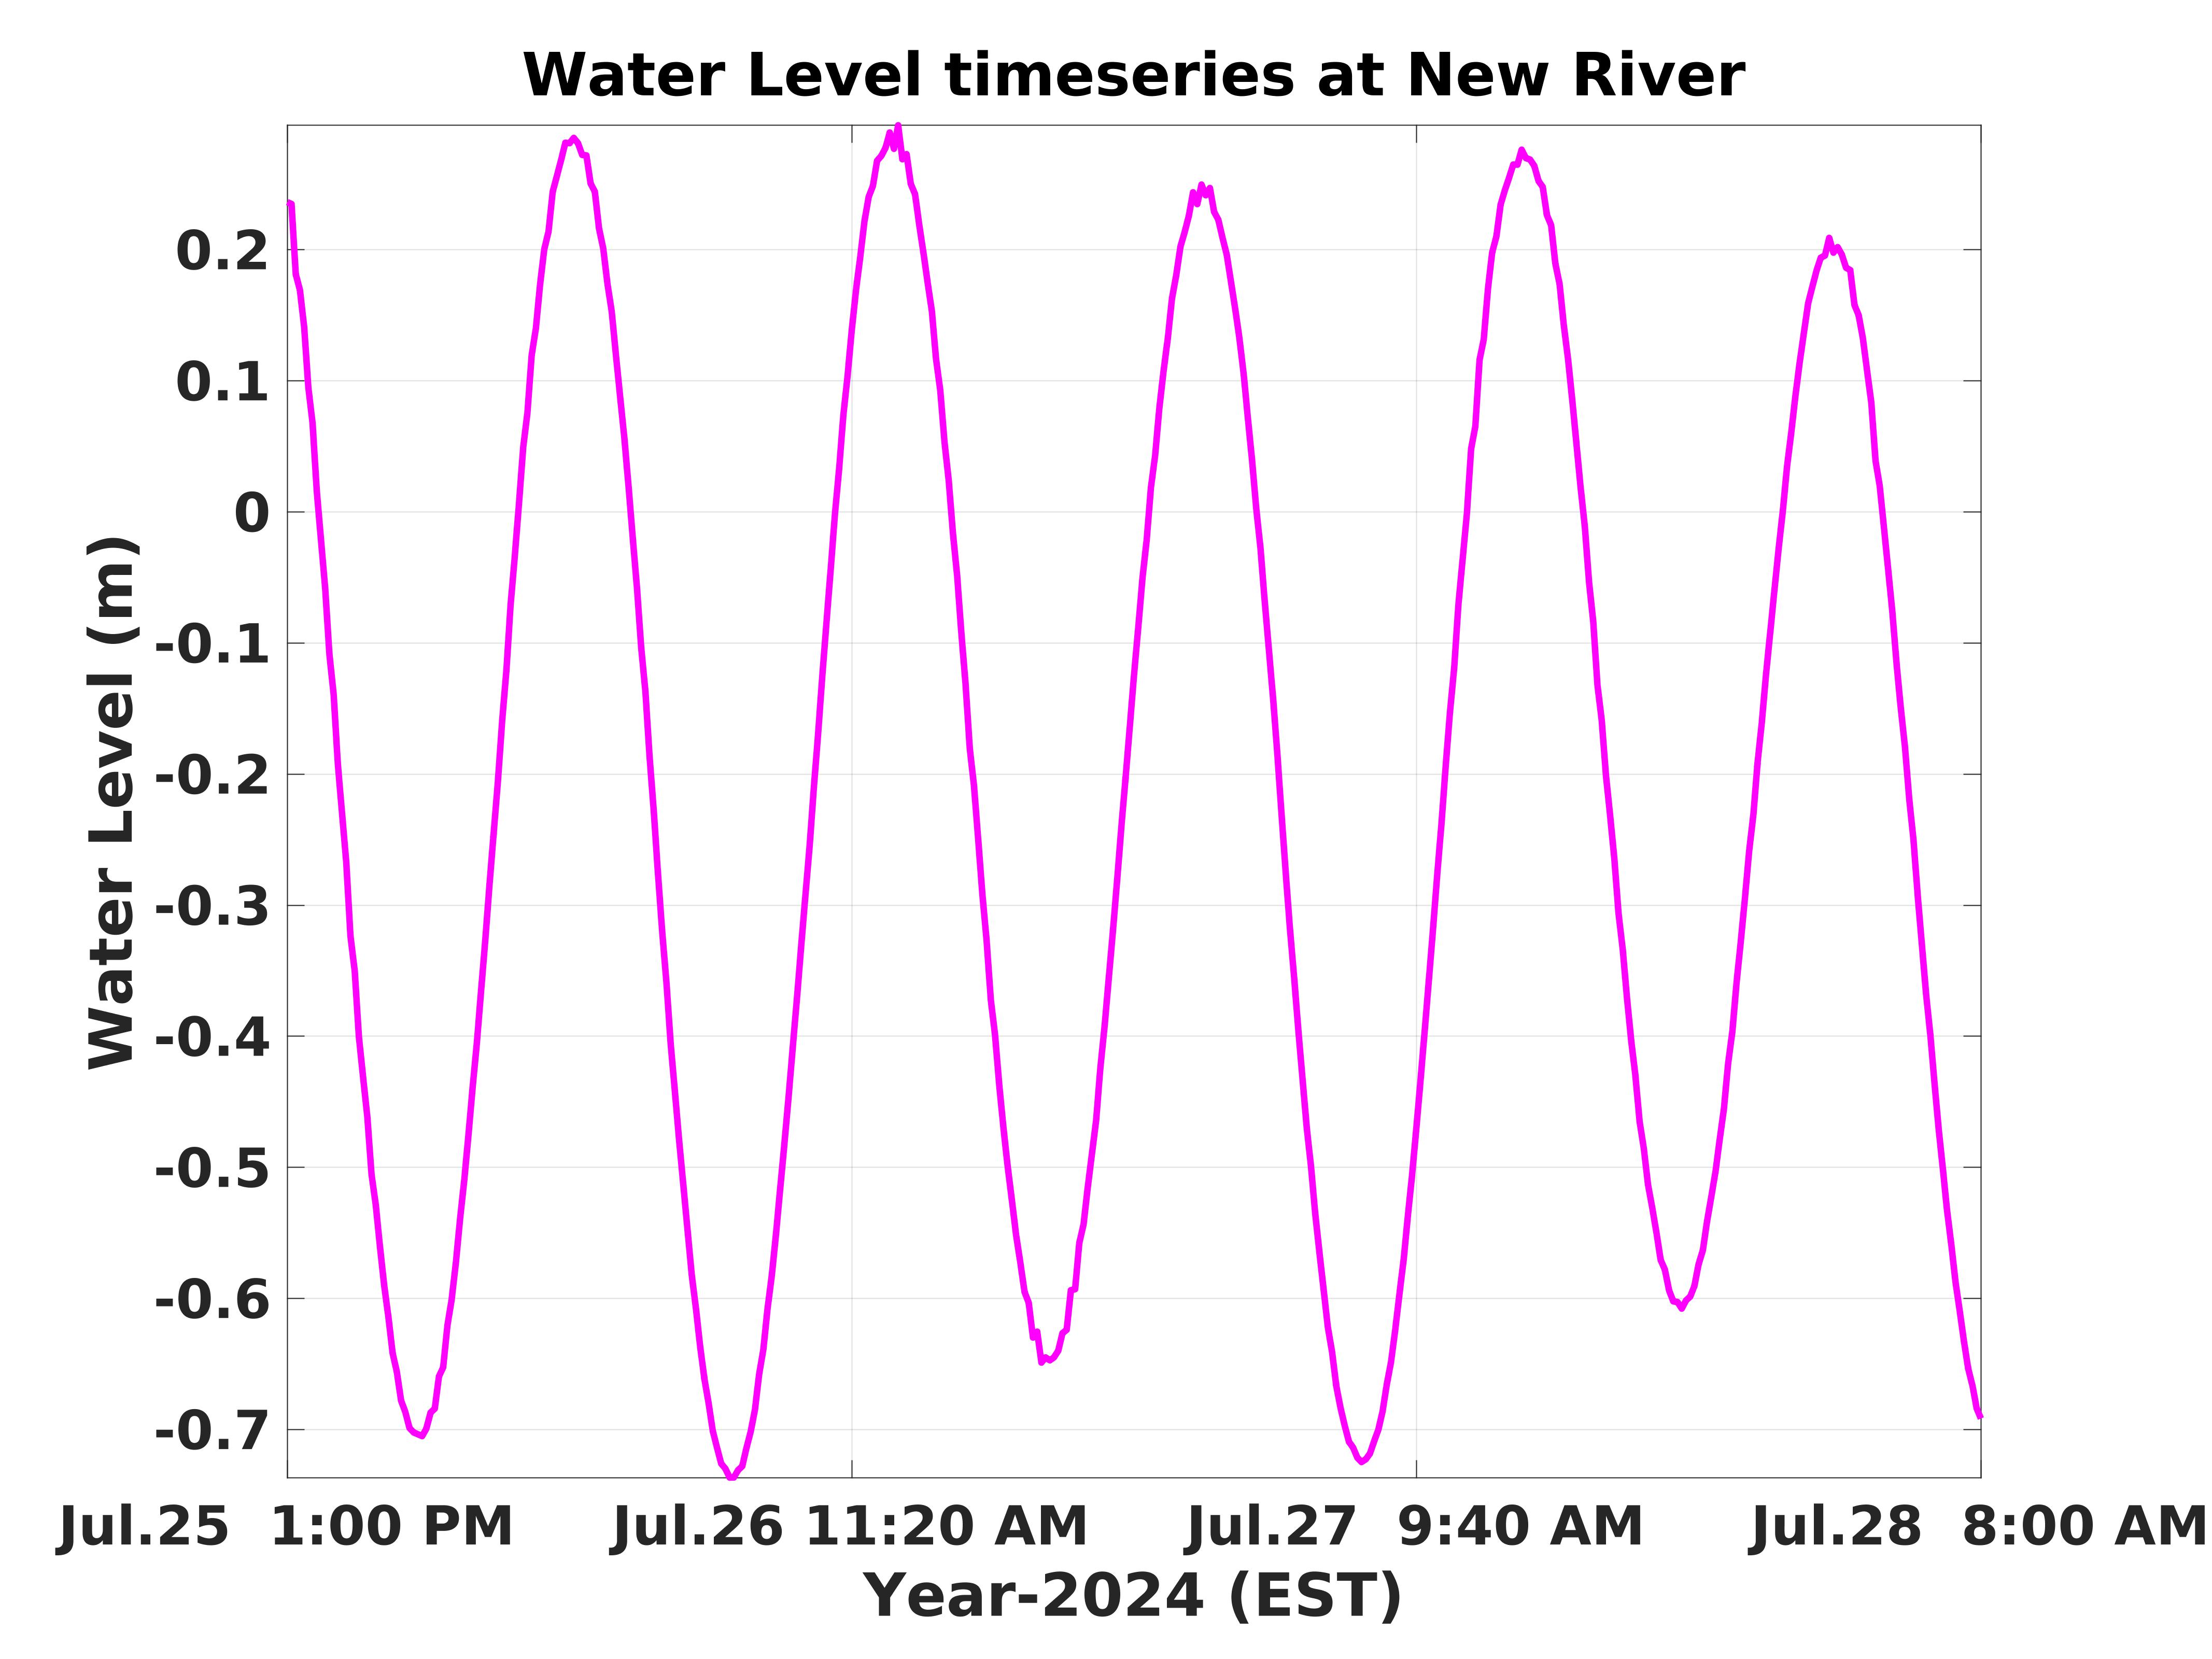 Water Level timeseries at New River
Water Level (m)
0.2
0.1
0
-0.1
-0.2
-0.3
-0.4
-0.5
-0.6
-0.7
Jul.25 1:00 PM Jul.26 11:20 AM Jul.27 9:40 AM Jul.28 8:00 AM
Year-2024 (EST)